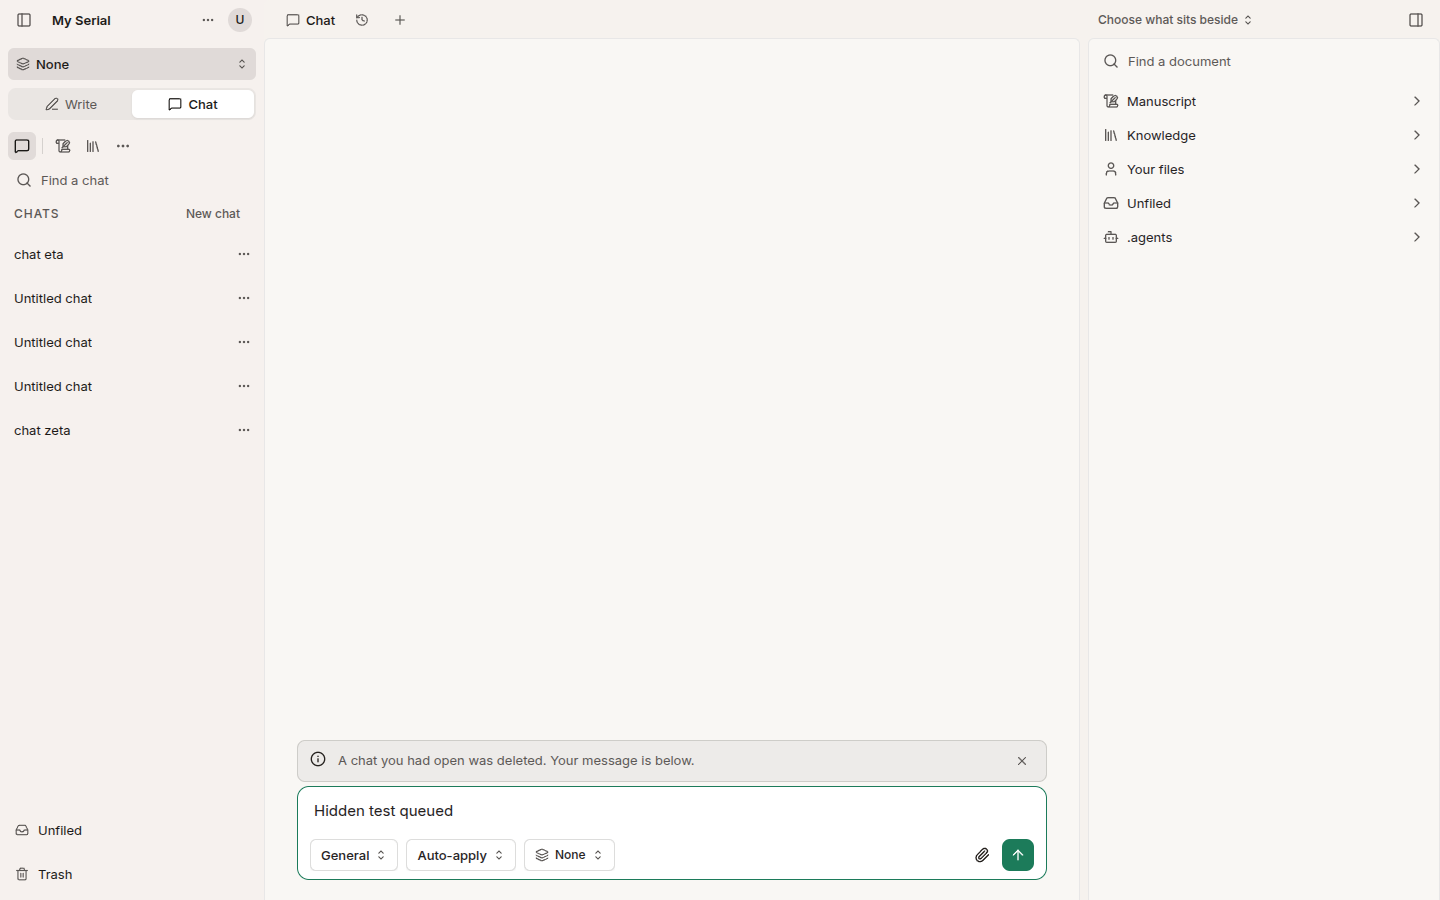 My Serial
U
None
Write
Chat
Find a chat
CHATS
New chat
chat eta
Untitled chat
Untitled chat
Untitled chat
chat zeta
Unfiled
Trash
Chat
A chat you had open was deleted. Your message is below.
Hidden test queued
General
Auto-apply
None
Choose what sits beside
Find a document
Manuscript
Knowledge
Your files
Unfiled
.agents